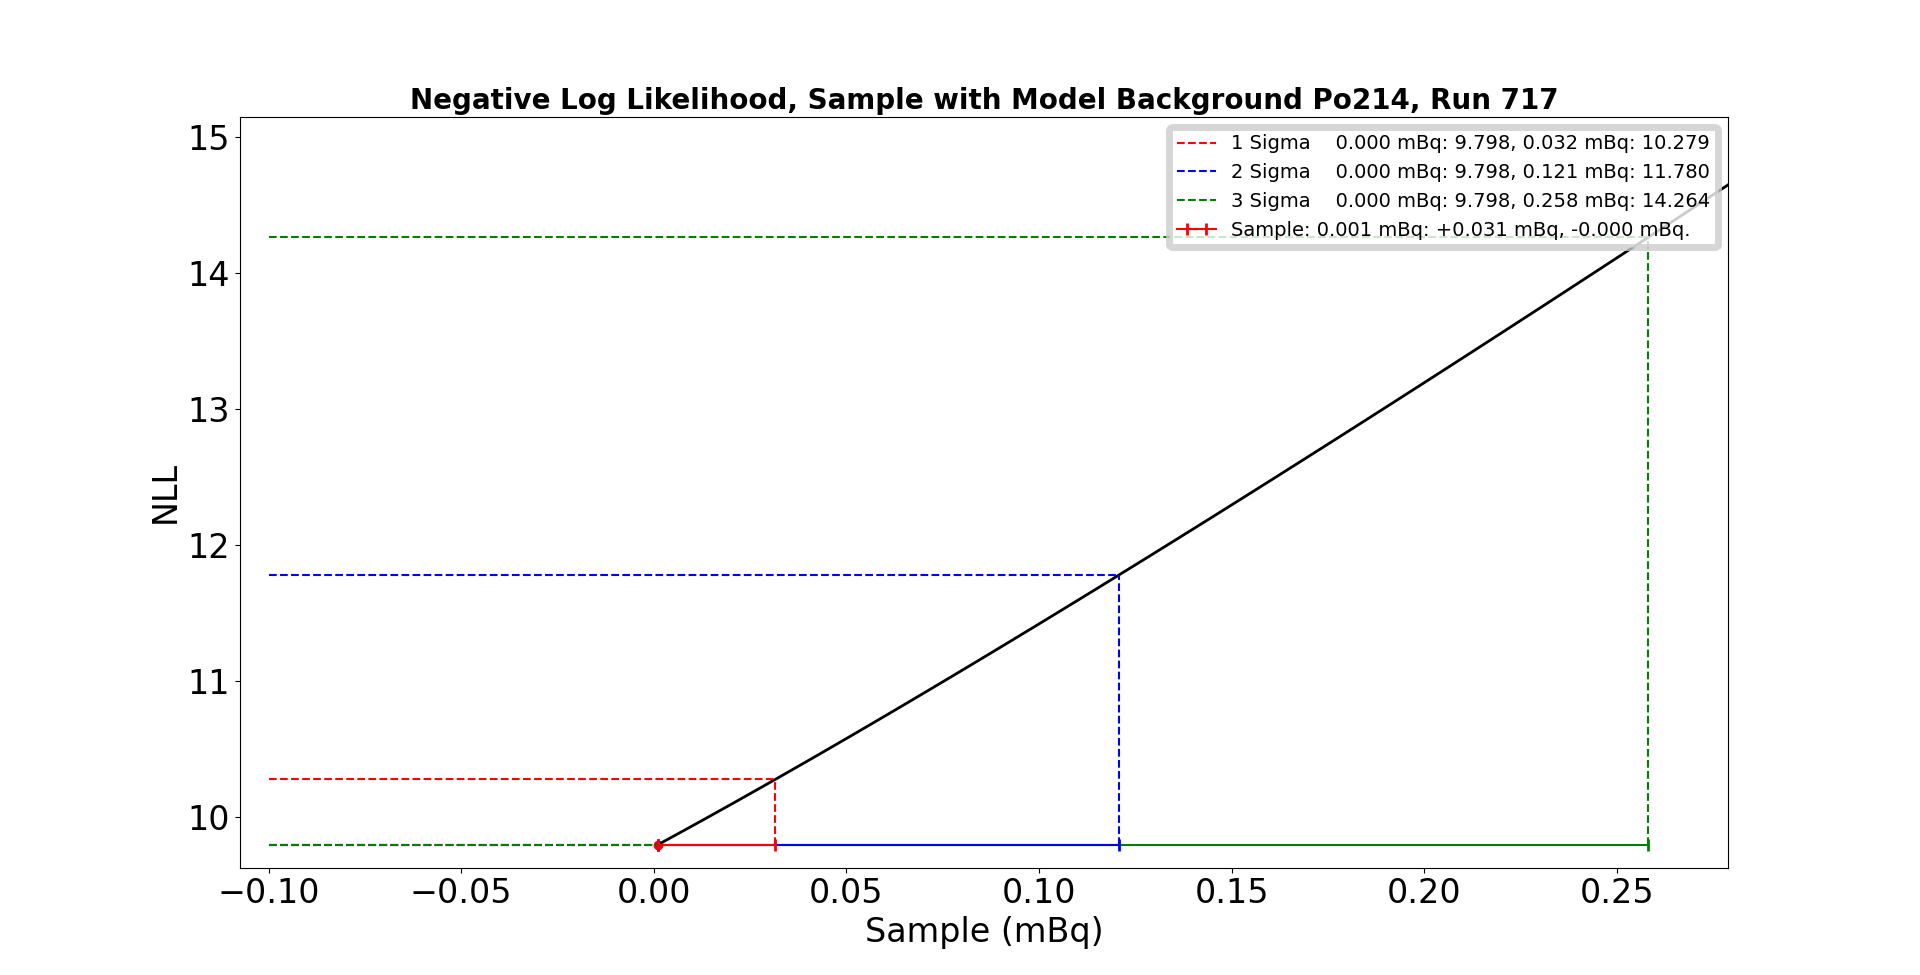 Negative Log Likelihood, Sample with Model Background Po214, Run 717
1 Sigma    0.000 mBq: 9.798, 0.032 mBq: 10.279
2 Sigma    0.000 mBq: 9.798, 0.121 mBq: 11.780
3 Sigma    0.000 mBq: 9.798, 0.258 mBq: 14.264
Sample: 0.001 mBq: +0.031 mBq, -0.000 mBq.
15
14
13
12
11
10
NLL
−0.10
−0.05
0.00
0.05
0.10
0.15
0.20
0.25
Sample (mBq)